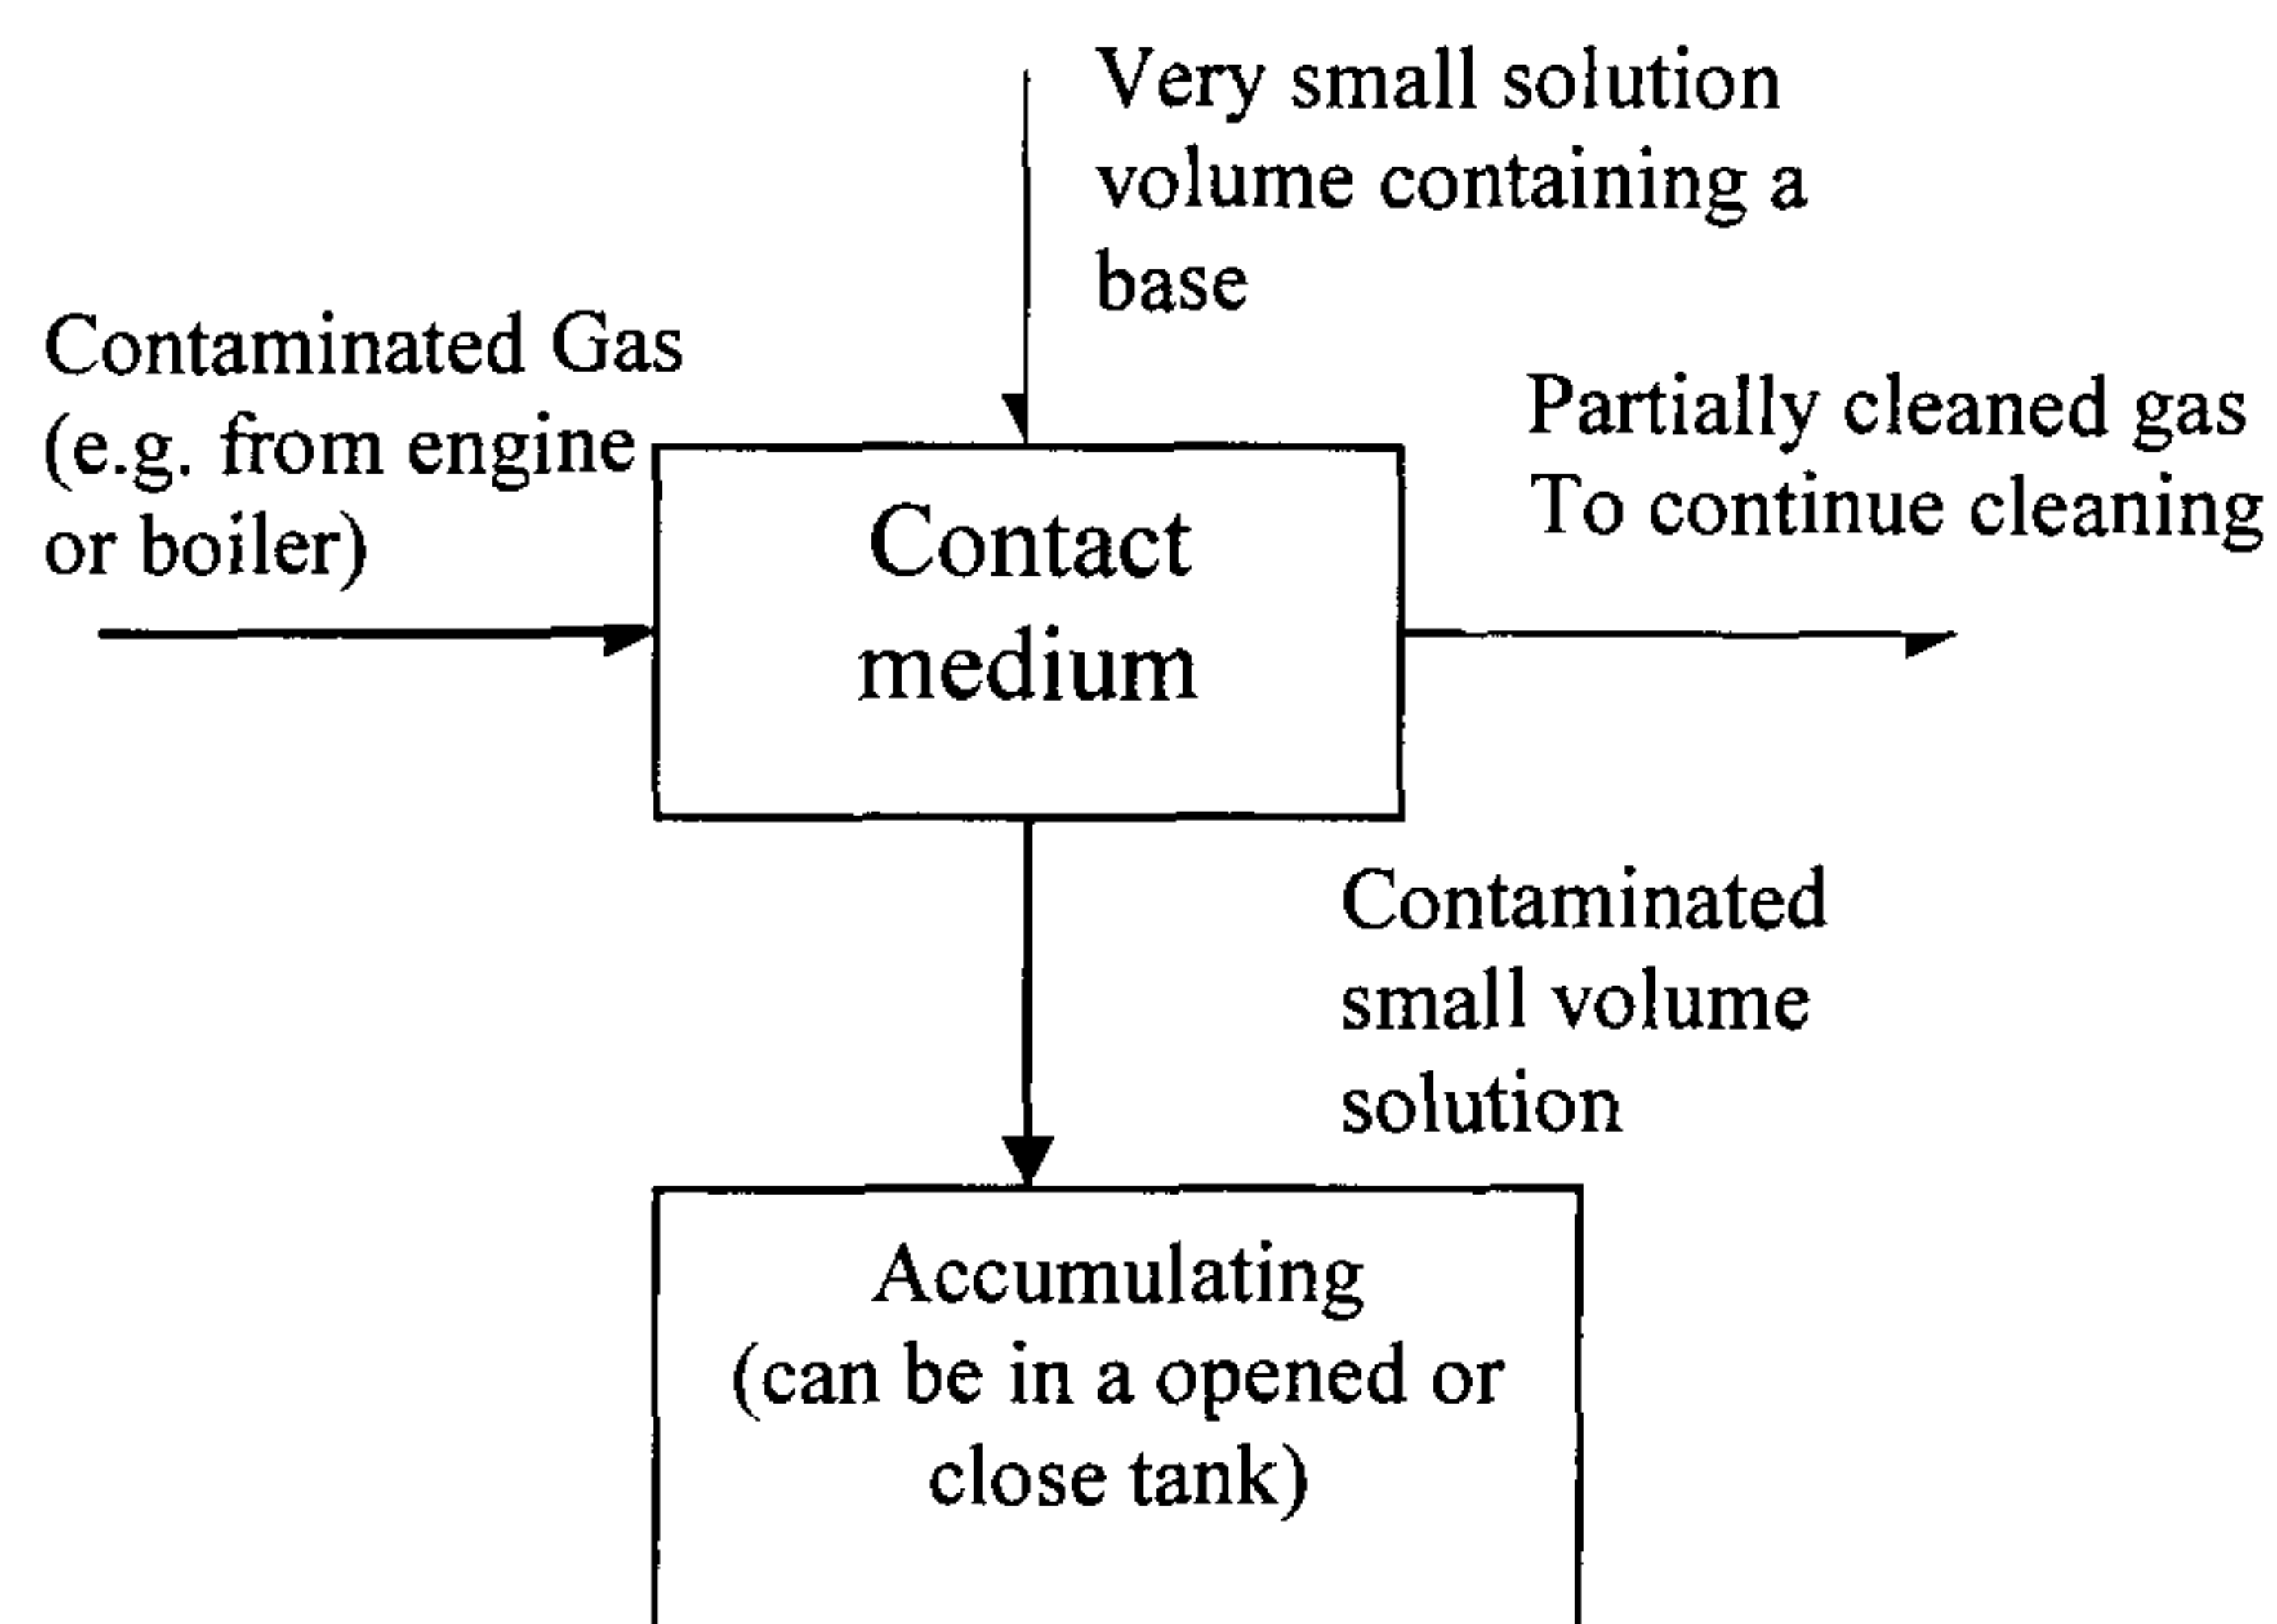 Very small solution
volume containing a
base
Contaminated Gas
(e.g. from engine
or boiler)
Partially cleaned gas
To continue cleaning
Contact
medium
Contaminated
small volume
solution
Accumulating
(can be in a opened or
close tank)